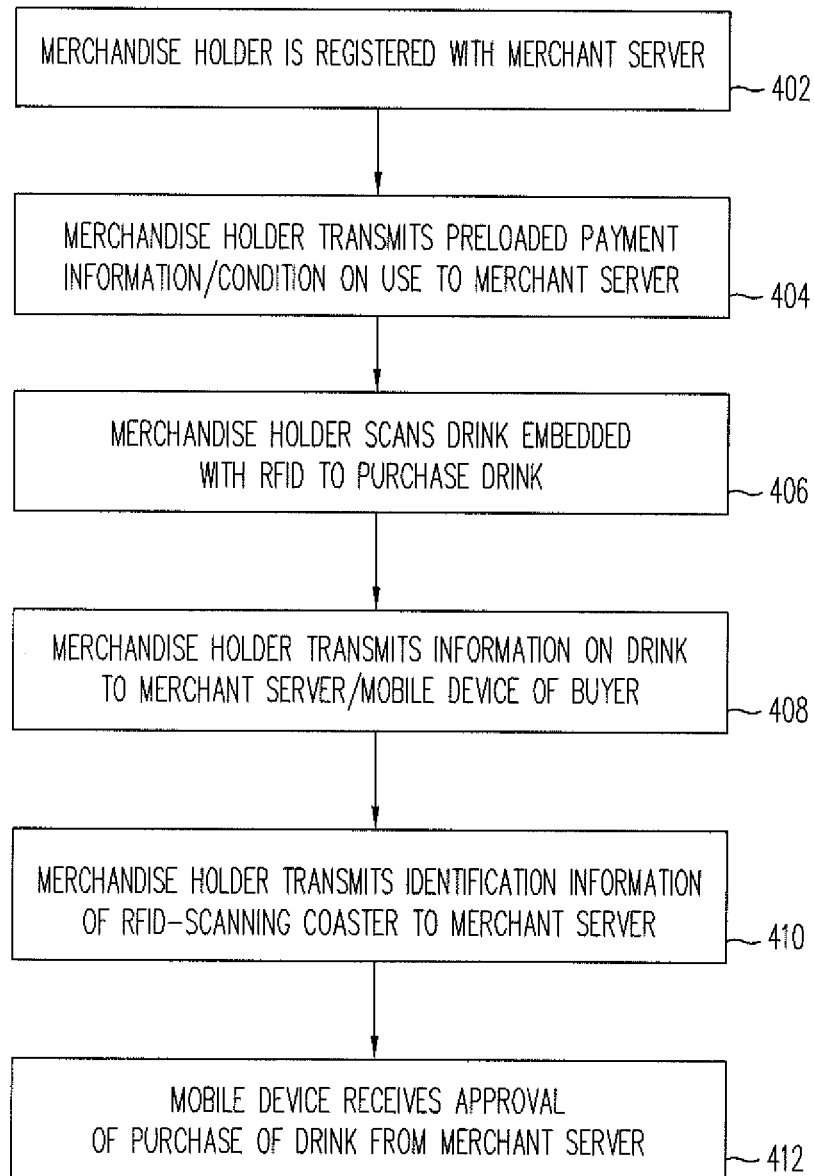 MERCHANDISE HOLDER IS REGISTERED WITH MERCHANT SERVER
402
MERCHANDISE HOLDER TRANSMITS PRELOADED PAYMENT
INFORMATION/CONDITION ON USE TO MERCHANT SERVER
404
MERCHANDISE HOLDER SCANS DRINK EMBEDDED
WITH RFID TO PURCHASE DRINK
406
MERCHANDISE HOLDER TRANSMITS INFORMATION ON DRINK
TO MERCHANT SERVER/MOBILE DEVICE OF BUYER
408
MERCHANDISE HOLDER TRANSMITS IDENTIFICATION INFORMATION
OF RFID-SCANNING COASTER TO MERCHANT SERVER
410
MOBILE DEVICE RECEIVES APPROVAL
OF PURCHASE OF DRINK FROM MERCHANT SERVER
412